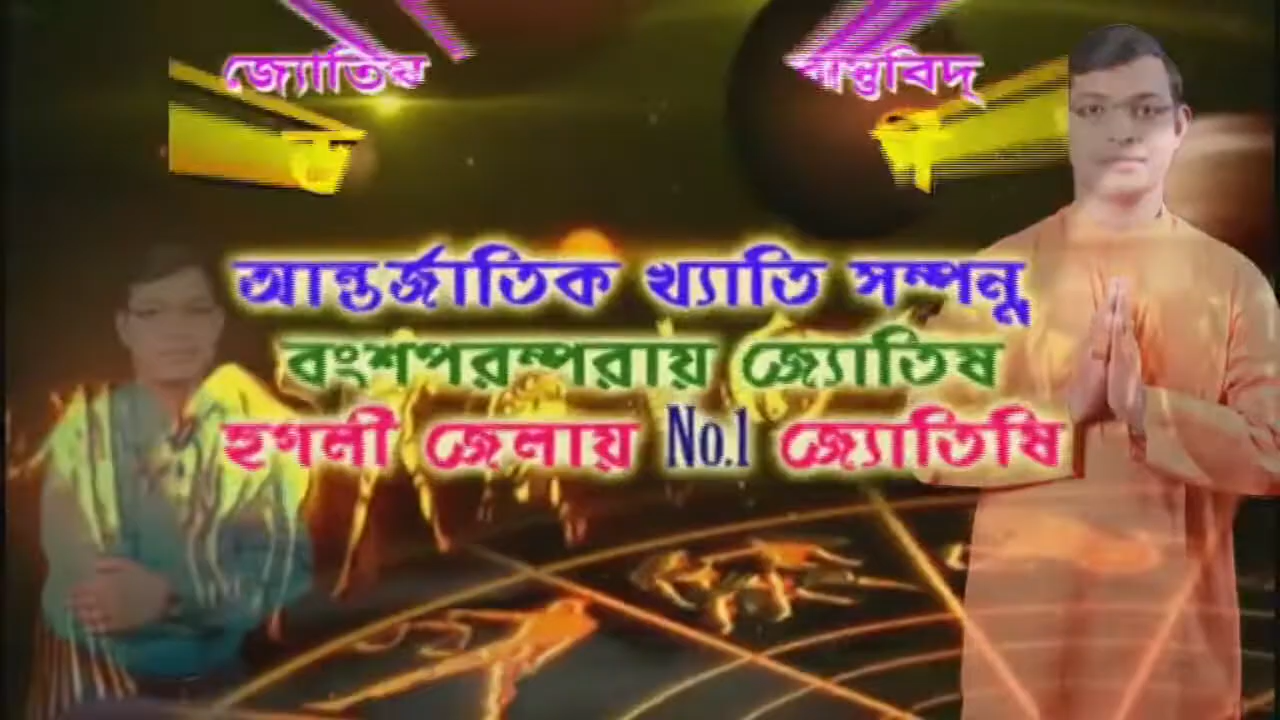 জ্যোতিষ বাস্তুবিদ্
আন্তর্জাতিক খ্যাতি সম্পন্ন
বংশপরম্পরায় জ্যোতিষ
হুগলী জেলায় No.1 জ্যোতিষি